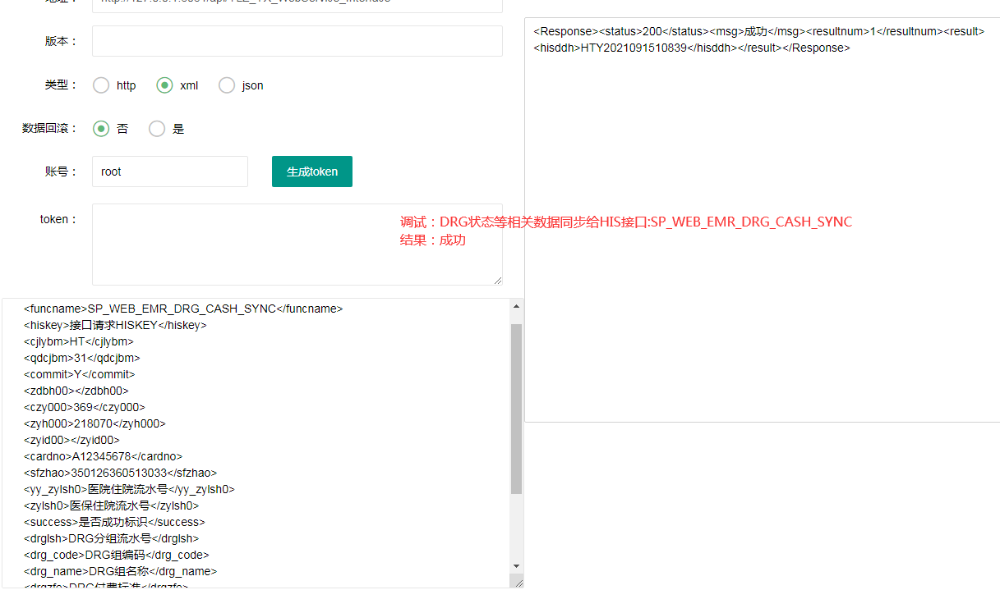 版本：
类型：
http
xml
json
数据回滚：
否
是
账号：
root
生成token
token：
<Response><status>200</status><msg>成功</msg><resultnum>1</resultnum><result>
<hisddh>HTY2021091510839</hisddh></result></Response>
调试：DRG状态等相关数据同步给HIS接口:SP_WEB_EMR_DRG_CASH_SYNC
结果：成功
<funcname>SP_WEB_EMR_DRG_CASH_SYNC</funcname>
<hiskey>接口请求HISKEY</hiskey>
<cjlybm>HT</cjlybm>
<qdcjbm>31</qdcjbm>
<commit>Y</commit>
<zdbh00></zdbh00>
<czy000>369</czy000>
<zyh000>218070</zyh000>
<zyid00></zyid00>
<cardno>A12345678</cardno>
<sfzhao>350126360513033</sfzhao>
<yy_zylsh0>医院住院流水号</yy_zylsh0>
<zylsh0>医保住院流水号</zylsh0>
<success>是否成功标识</success>
<drglsh>DRG分组流水号</drglsh>
<drg_code>DRG组编码</drg_code>
<drg_name>DRG组名称</drg_name>